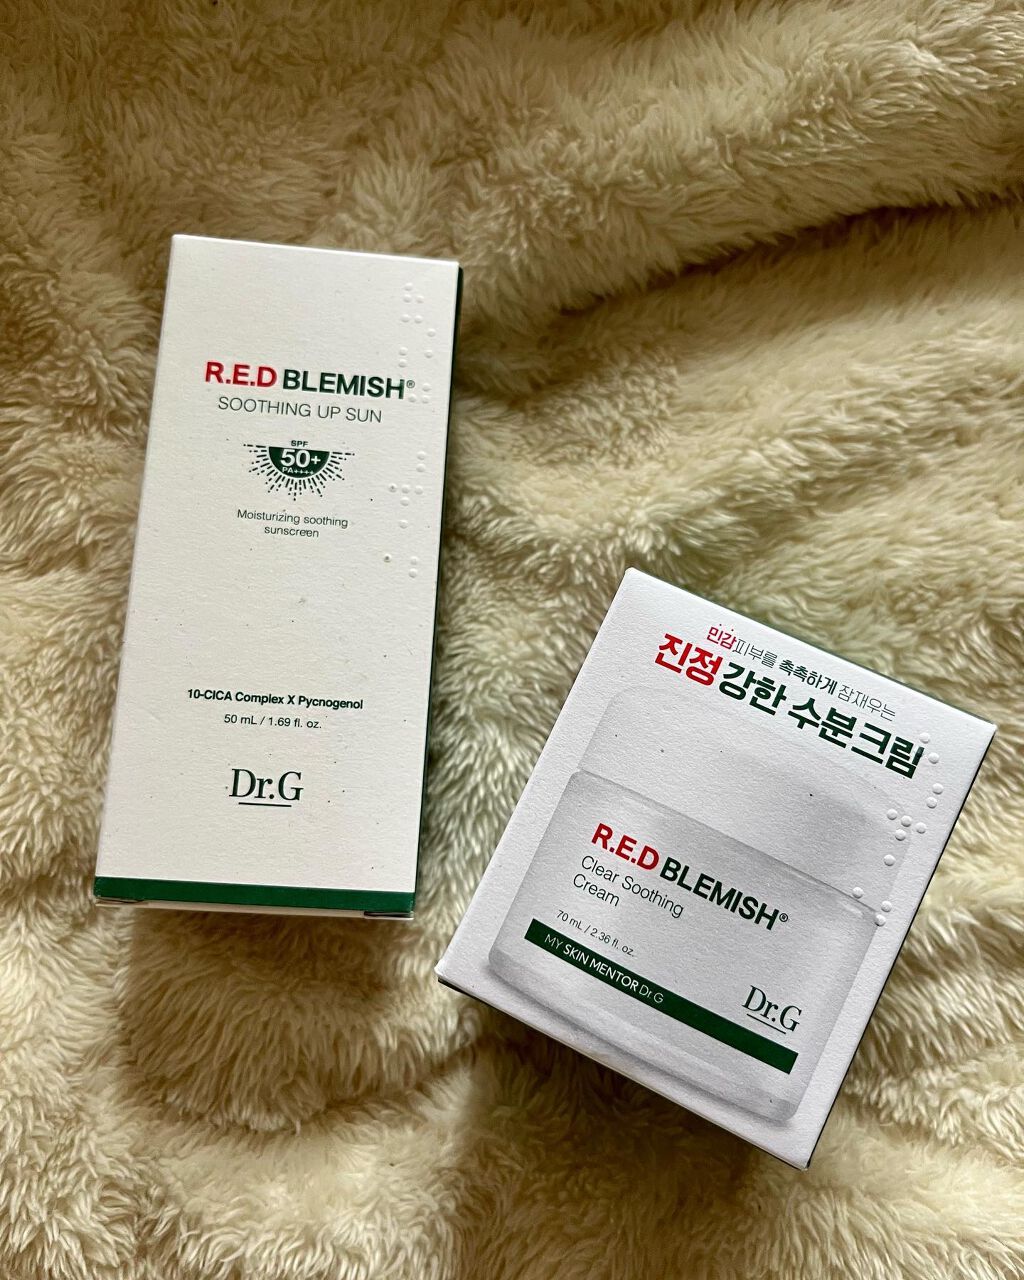 R.E.D BLEMISH®
SOOTHING UP SUN
SPF
50+
PA++++
Moisturizing soothing
sunscreen
10-CICA Complex X Pycnogenol
50 mL / 1.69 fl. oz.
Dr.G
민감피부를 촉촉하게 잠재우는
진정 강한 수분크림
R.E.D BLEMISH®
Clear Soothing
Cream
70 mL / 2.36 fl. oz.
MY SKIN MENTOR Dr.G
Dr.G